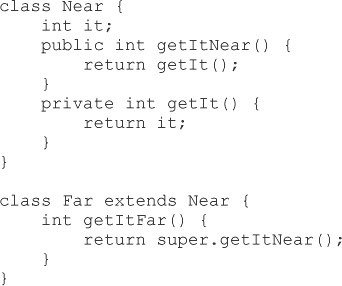 class Near {
    int it;
    public int getItNear() {
        return getIt();
    }
    private int getIt() {
        return it;
    }
}

class Far extends Near {
    int getItFar() {
        return super.getItNear();
    }
}